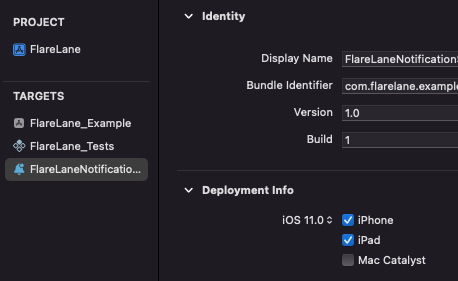 PROJECT
FlareLane
TARGETS
FlareLane_Example
FlareLane_Tests
FlareLaneNotificatio...
Identity
Display Name FlareLaneNotification
Bundle Identifier com.flarelane.example
Version 1.0
Build 1
Deployment Info
iOS 11.0 iPhone
iPad
Mac Catalyst